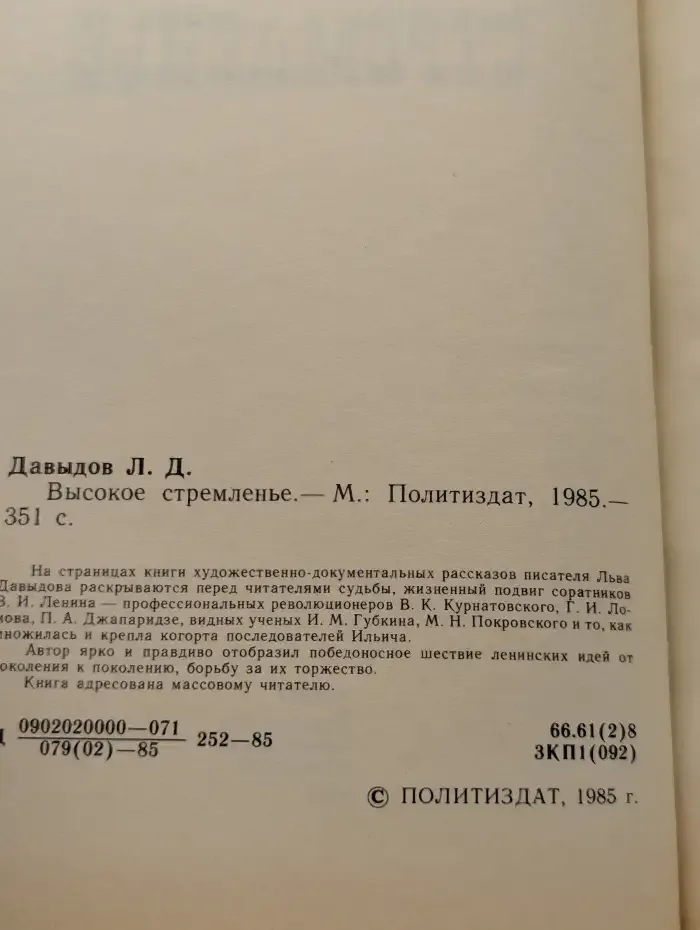 Давыдов Л. Д.
Высокое стремленье.— М.: Политиздат, 1985.—
351 с.
На страницах книги художественно-документальных рассказов писателя Льва
Давыдова раскрываются перед читателями судьбы, жизненный подвиг соратников
В. И. Ленина — профессиональных революционеров В. К. Курнатовского, Г. И. Ло-
мова, П. А. Джапаридзе, видных ученых И. М. Губкина, М. Н. Покровского и то, как
множилась и крепла когорта последователей Ильича.
Автор ярко и правдиво отобразил победоносное шествие ленинских идей от
поколения к поколению, борьбу за их торжество.
Книга адресована массовому читателю.
0902020000—071
079(02)—85
252—85
66.61(2)8
3КП1(092)
© ПОЛИТИЗДАТ, 1985 г.